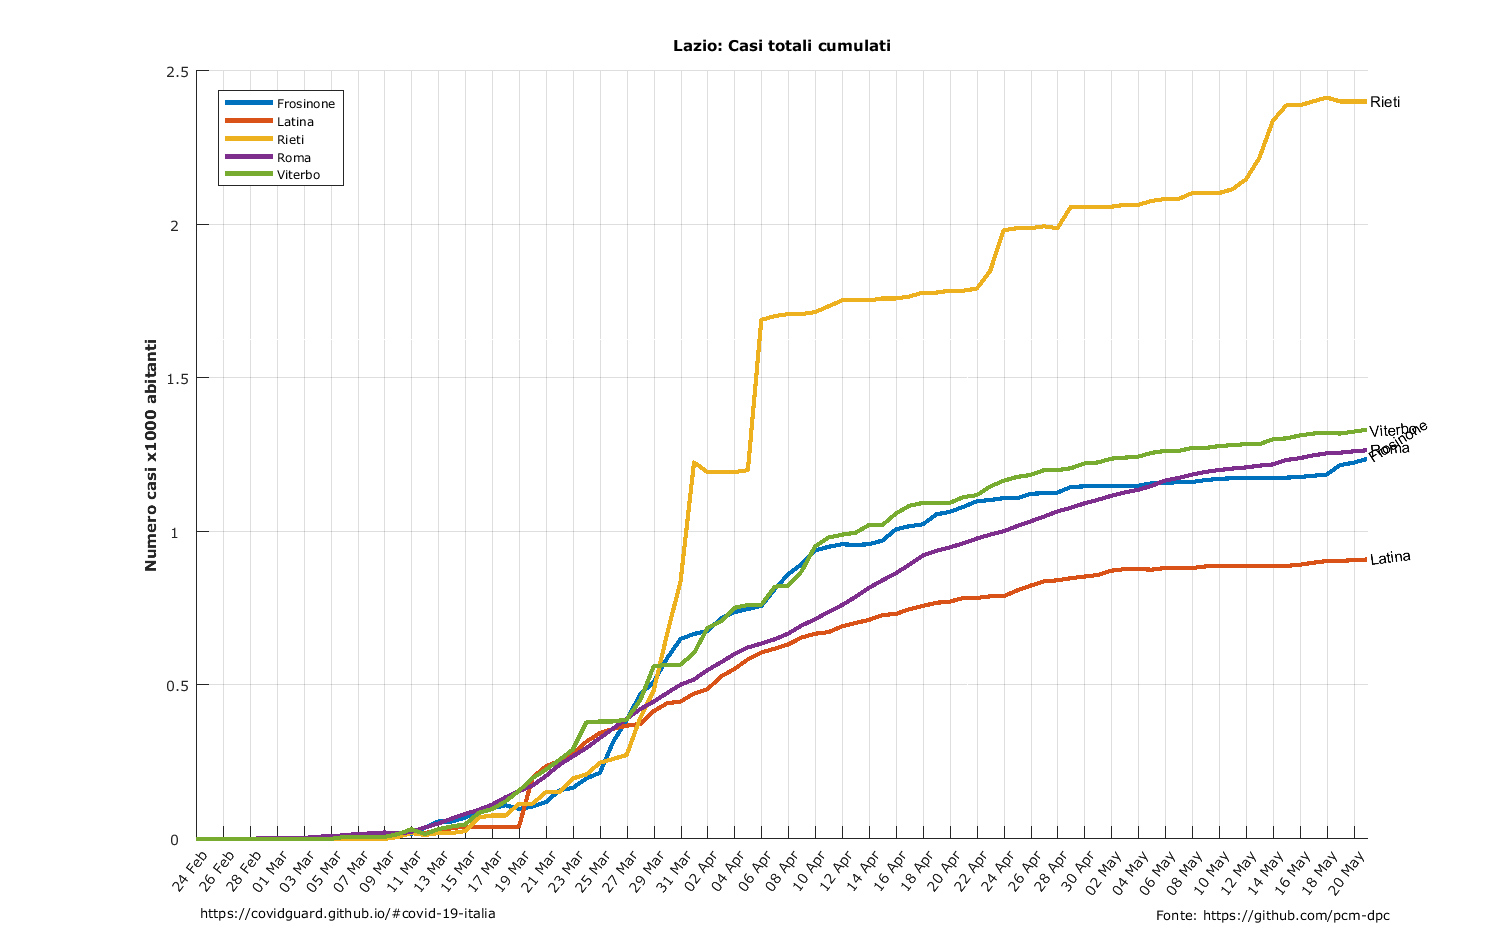 Lazio: Casi totali cumulati
Numero casi x1000 abitanti
2.5
2
1.5
1
0.5
0
Frosinone
Latina
Rieti
Roma
Viterbo
Rieti
Viterbo
Roma
Frosinone
Latina
24 Feb
26 Feb
28 Feb
01 Mar
03 Mar
05 Mar
07 Mar
09 Mar
11 Mar
13 Mar
15 Mar
17 Mar
19 Mar
21 Mar
23 Mar
25 Mar
27 Mar
29 Mar
31 Mar
02 Apr
04 Apr
06 Apr
08 Apr
10 Apr
12 Apr
14 Apr
16 Apr
18 Apr
20 Apr
22 Apr
24 Apr
26 Apr
28 Apr
30 Apr
02 May
04 May
06 May
08 May
10 May
12 May
14 May
16 May
18 May
20 May
https://covidguard.github.io/#covid-19-italia
Fonte: https://github.com/pcm-dpc